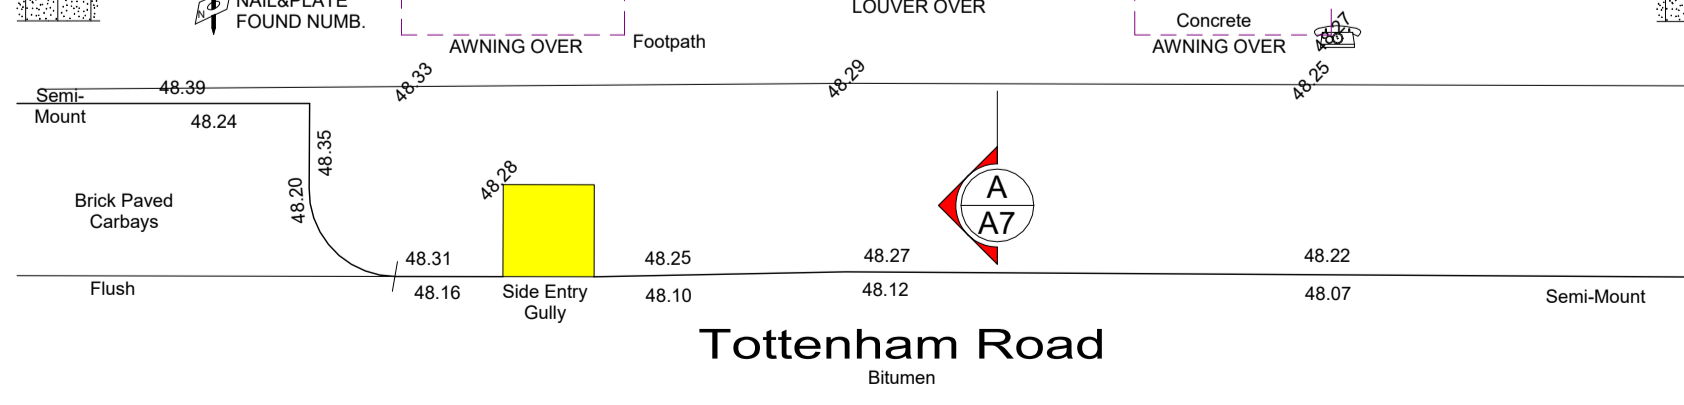 NAIL&PLATE
FOUND NUMB.
N
LOUVER OVER
Concrete
48.27
AWNING OVER
Footpath
AWNING OVER
48.39
48.33
48.29
48.25
Semi-
Mount
48.24
48.35
48.20
48.28
Brick Paved
Carbays
A
A7
48.31
48.25
48.27
48.22
Flush
48.16
Side Entry
Gully
48.10
48.12
48.07
Semi-Mount
Tottenham Road
Bitumen